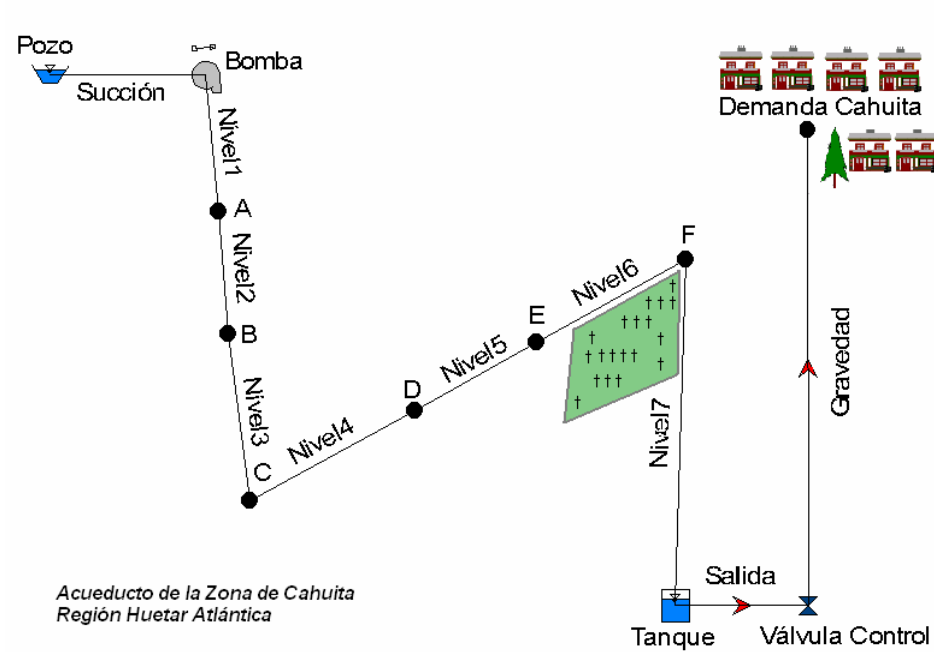 Pozo
Bomba
Succión
Demanda Cahuita
Nivel1
A
Nivel2
B
Nivel3
C
Nivel4
D
Nivel5
E
Nivel6
F
Nivel7
Gravedad
Salida
Tanque
Válvula Control
Acueducto de la Zona de Cahuita
Región Huetar Atlántica